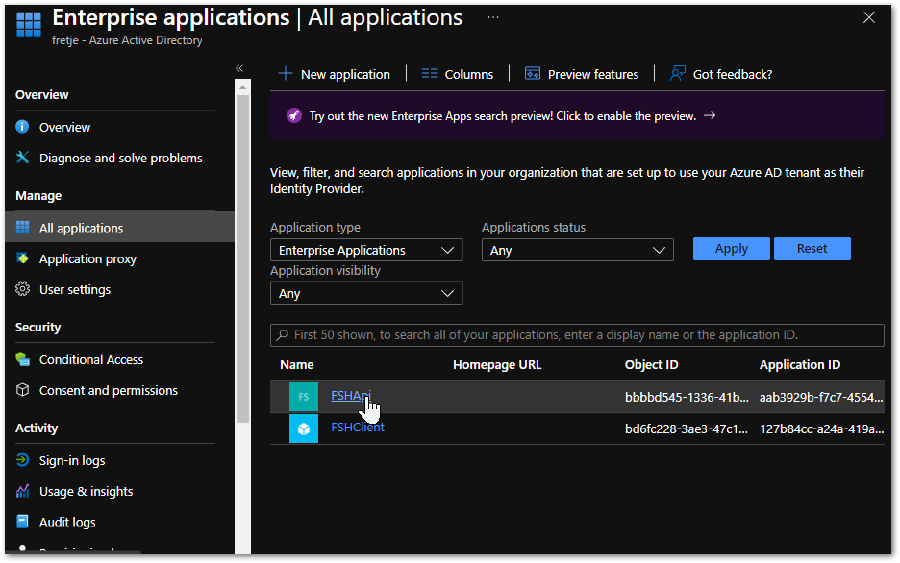 Enterprise applications | All applications ...
fretje - Azure Active Directory
Overview
Overview
Diagnose and solve problems
Manage
All applications
Application proxy
User settings
Security
Conditional Access
Consent and permissions
Activity
Sign-in logs
Usage & insights
Audit logs
New application
Columns
Preview features
Got feedback?
Try out the new Enterprise Apps search preview! Click to enable the preview. →
View, filter, and search applications in your organization that are set up to use your Azure AD tenant as their
Identity Provider.
Application type
Enterprise Applications
Applications status
Any
Apply
Reset
Application visibility
Any
First 50 shown, to search all of your applications, enter a display name or the application ID.
Name Homepage URL Object ID Application ID
FS FSHApi bbbbd545-1336-41b... aab3929b-f7c7-4554...
FSHClient bd6fc228-3ae3-47c1... 127b84cc-a24a-419a...